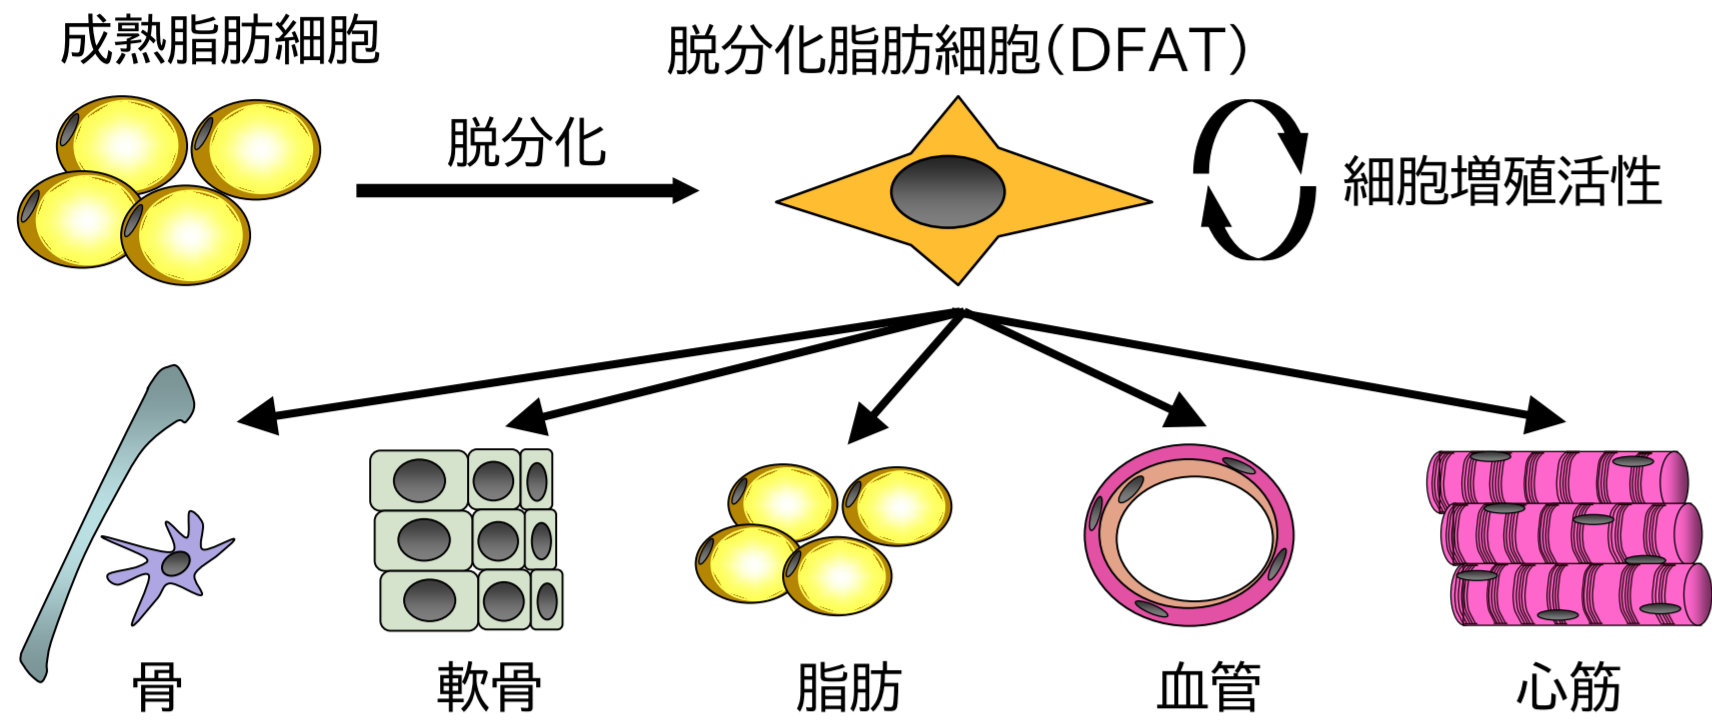 成熟脂肪細胞
脱分化脂肪細胞(DFAT)
脱分化
細胞増殖活性
骨
軟骨
脂肪
血管
心筋